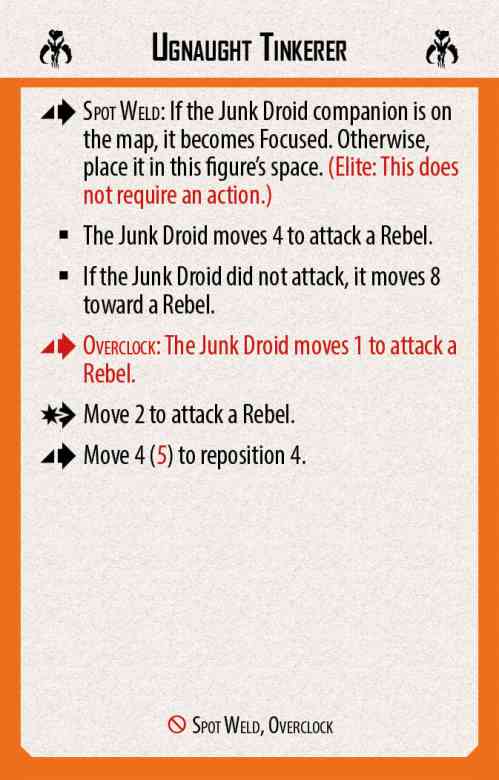 Ugnaught Tinkerer
Spot Weld: If the Junk Droid companion is on
the map, it becomes Focused. Otherwise,
place it in this figure’s space. (Elite: This does
not require an action.)
▪ The Junk Droid moves 4 to attack a Rebel.
▪ If the Junk Droid did not attack, it moves 8
toward a Rebel.
Overclock: The Junk Droid moves 1 to attack a
Rebel.
Move 2 to attack a Rebel.
Move 4 (5) to reposition 4.
Spot Weld, Overclock